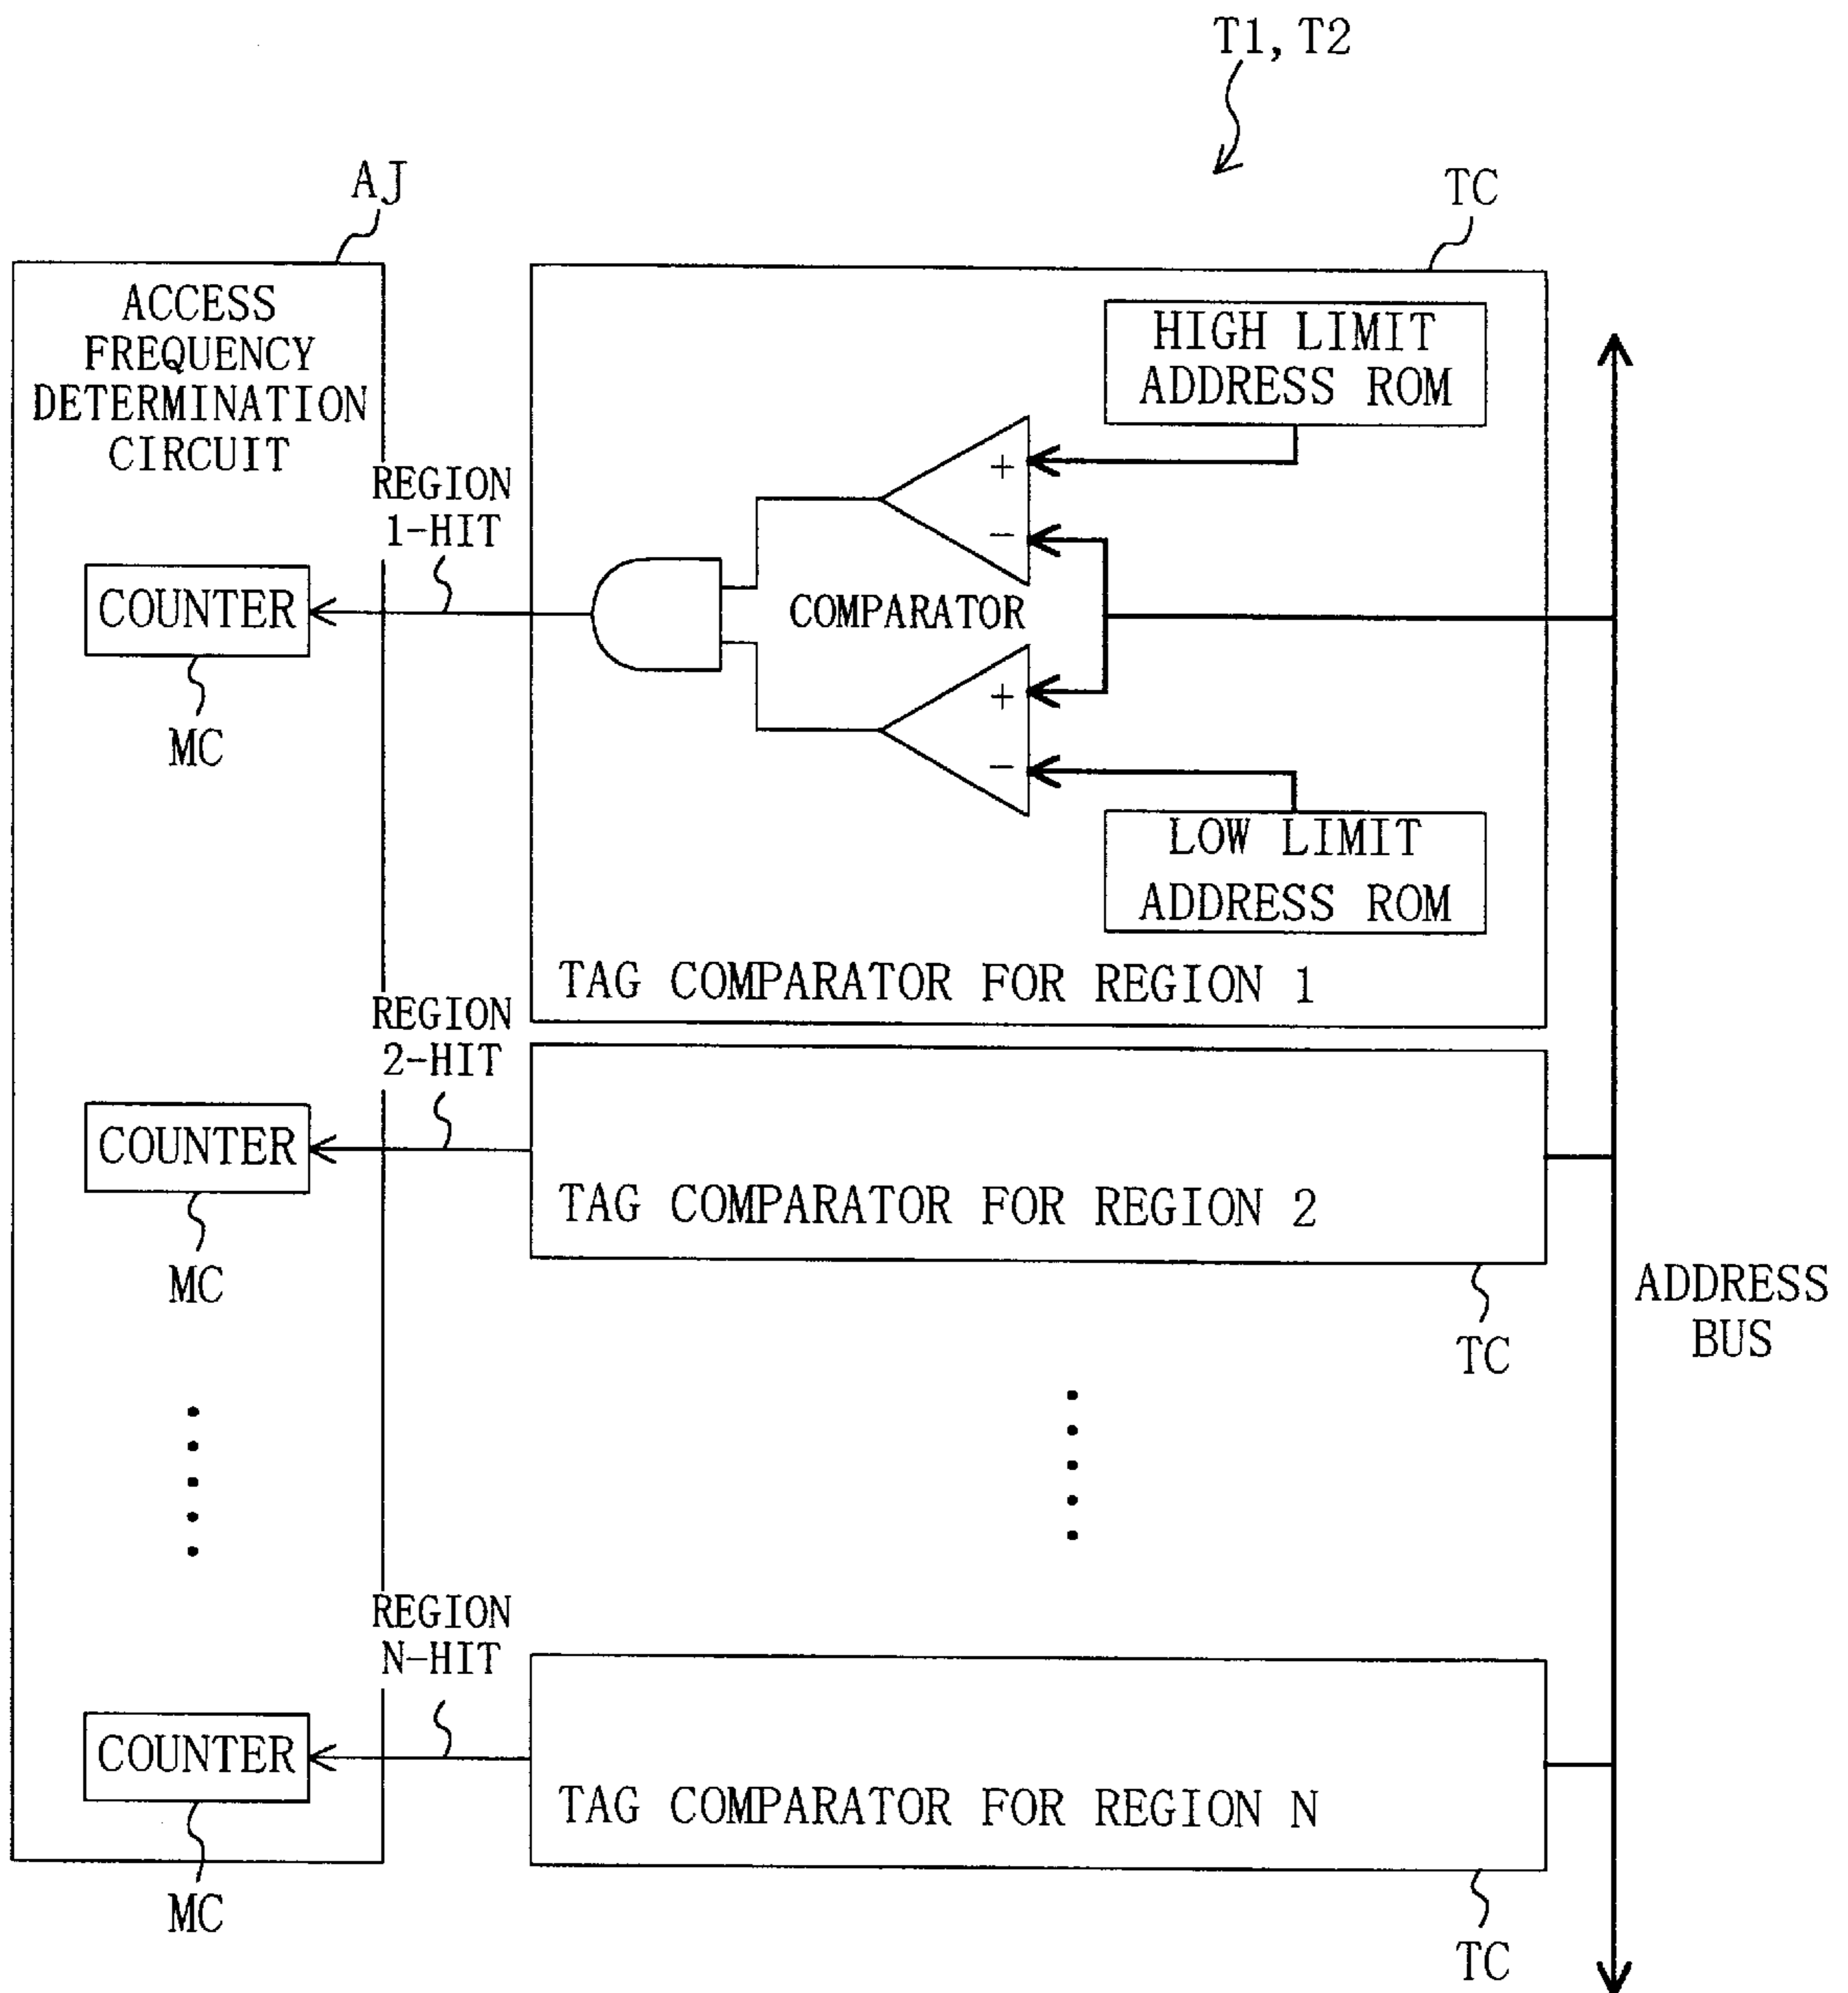 T1, T2
AJ
TC
ACCESS
FREQUENCY
DETERMINATION
CIRCUIT
HIGH LIMIT
ADDRESS ROM
+
−
REGION
1-HIT
COUNTER
COMPARATOR
MC
+
−
LOW LIMIT
ADDRESS ROM
TAG COMPARATOR FOR REGION 1
REGION
2-HIT
COUNTER
MC
TAG COMPARATOR FOR REGION 2
TC
ADDRESS
BUS
REGION
N-HIT
COUNTER
MC
TAG COMPARATOR FOR REGION N
TC